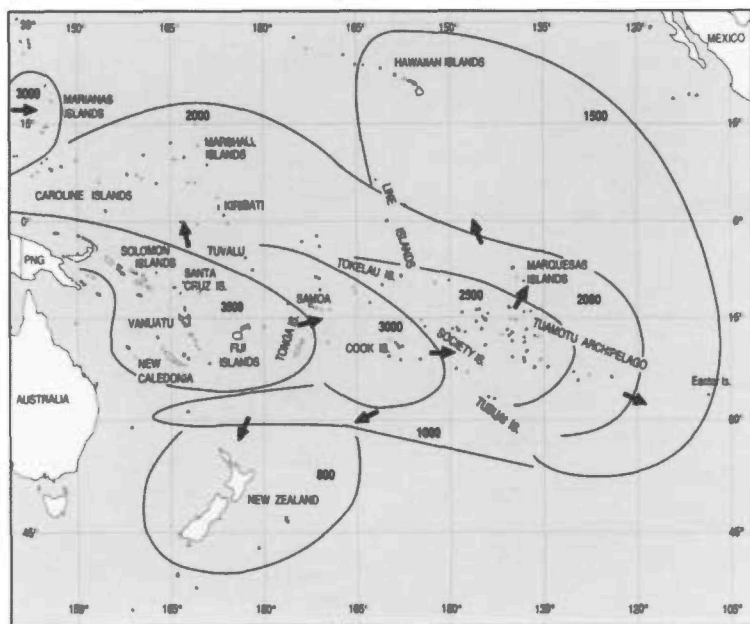 150° 165° 180° 165° 150° 135° 120°
30°
MEXICO
HAWAIIAN ISLANDS
3000
MARIANAS
ISLANDS
2000
1500
15° 15°
MARSHALL
ISLANDS
CAROLINE ISLANDS
KIRIBATI
LINE
ISLANDS
0° 0°
SOLOMON
ISLANDS
TUVALU
PNG
SANTA
CRUZ IS.
TOKELAU IS.
MARQUESAS
ISLANDS
2500
2000
SAMOA
3500
15° 15°
VANUATU
3000
TONGA IS.
FIJI
ISLANDS
COOK IS.
SOCIETY IS.
TUAMOTU ARCHIPELAGO
NEW
CALEDONIA
AUSTRALIA
Easter Is.
TUBUAI IS.
30°
1000
800
NEW ZEALAND
45° 45°
150° 165° 180° 165° 150° 135° 120°